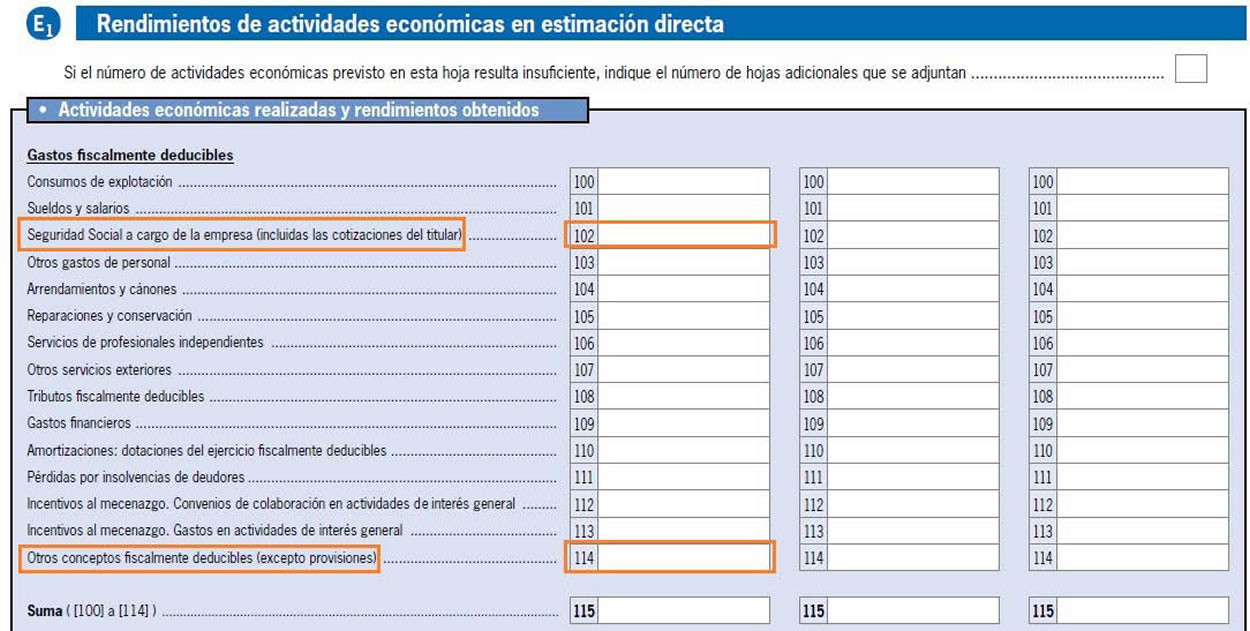 E1 Rendimientos de actividades económicas en estimación directa
Si el número de actividades económicas previsto en esta hoja resulta insuficiente, indique el número de hojas adicionales que se adjuntan ............................................
• Actividades económicas realizadas y rendimientos obtenidos
Gastos fiscalmente deducibles
Consumos de explotación ............ 100 100 100
Sueldos y salarios ............ 101 101 101
Seguridad Social a cargo de la empresa (incluidas las cotizaciones del titular) ............ 102 102 102
Otros gastos de personal ............ 103 103 103
Arrendamientos y cánones ............ 104 104 104
Reparaciones y conservación ............ 105 105 105
Servicios de profesionales independientes ............ 106 106 106
Otros servicios exteriores ............ 107 107 107
Tributos fiscalmente deducibles ............ 108 108 108
Gastos financieros ............ 109 109 109
Amortizaciones: dotaciones del ejercicio fiscalmente deducibles ............ 110 110 110
Pérdidas por insolvencias de deudores ............ 111 111 111
Incentivos al mecenazgo. Convenios de colaboración en actividades de interés general ......... 112 112 112
Incentivos al mecenazgo. Gastos en actividades de interés general ............ 113 113 113
Otros conceptos fiscalmente deducibles (excepto provisiones) ............ 114 114 114
Suma ( [100] a [114] ) ............ 115 115 115